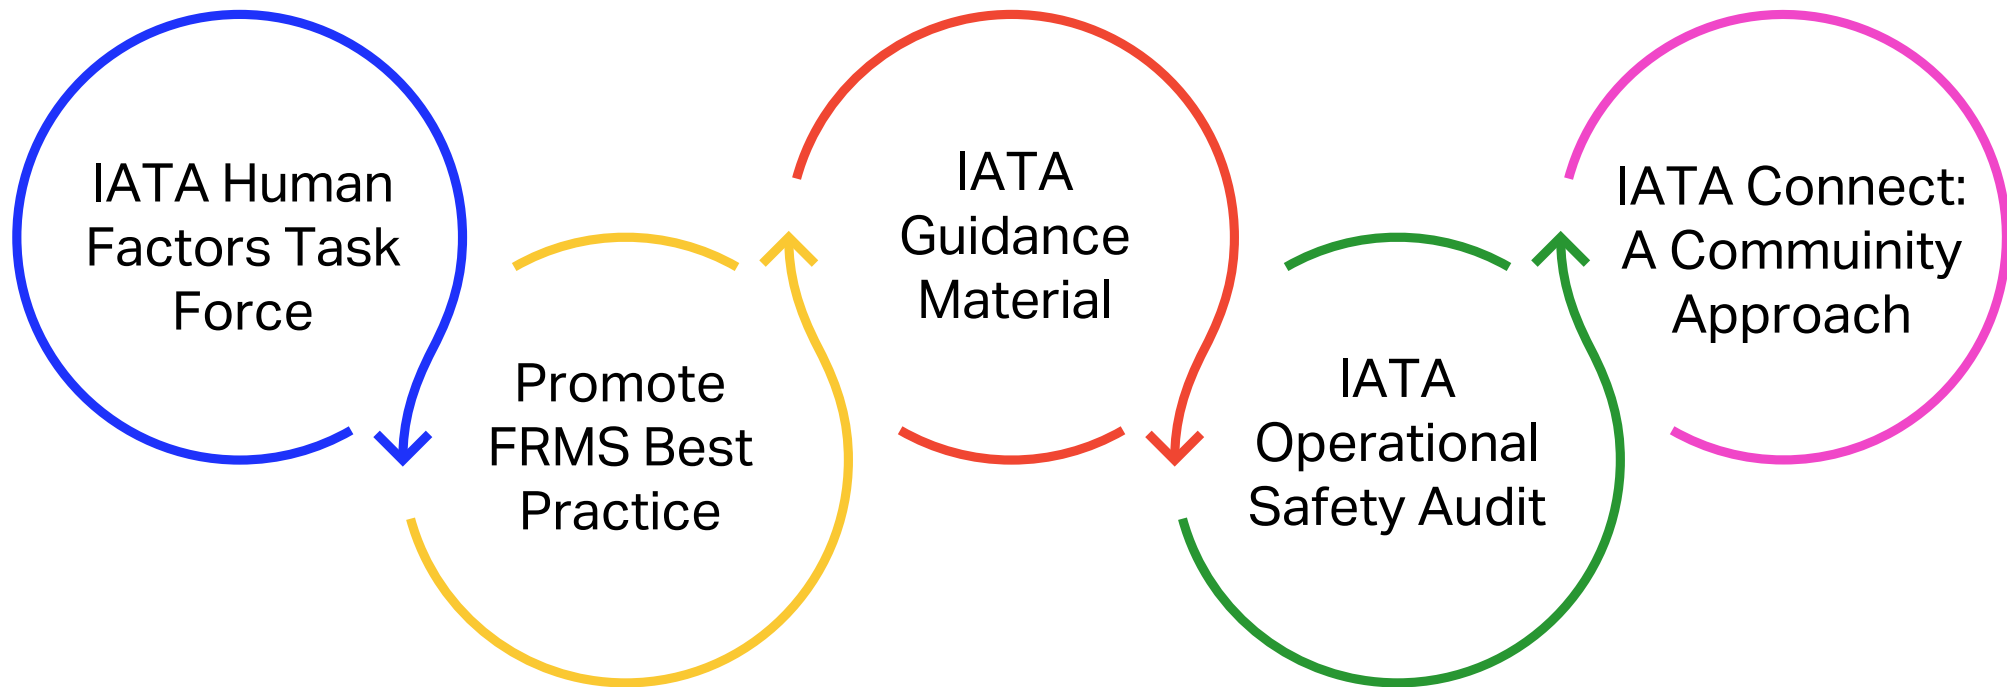 IATA Human
Factors Task
Force
Promote
FRMS Best
Practice
IATA
Guidance
Material
IATA
Operational
Safety Audit
IATA Connect:
A Commuinity
Approach